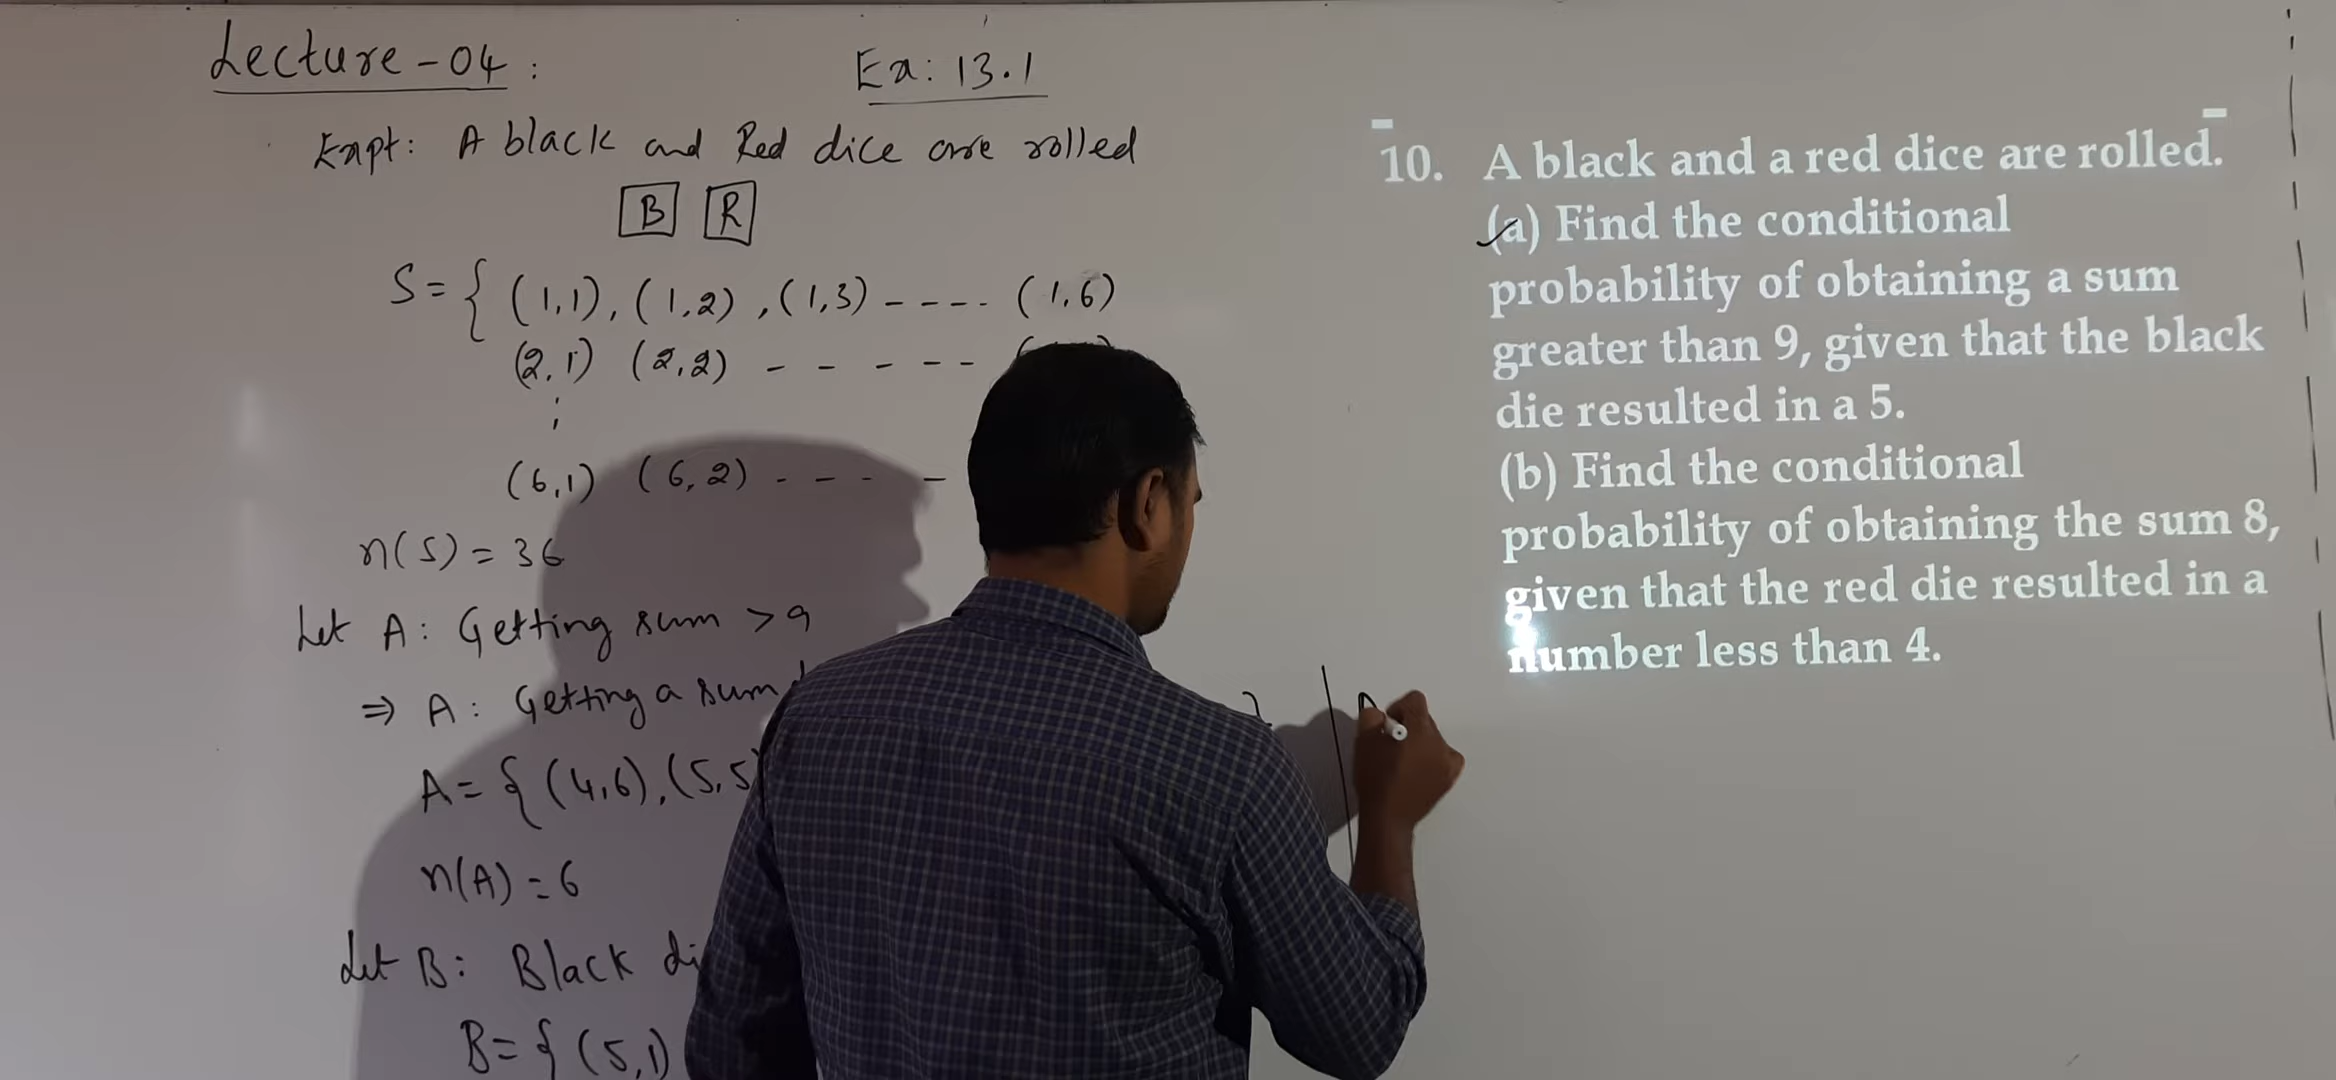 Lecture-04 :
Ex: 13.1
Expt: A black and Red dice are rolled
B R
S = { (1,1), (1,2), (1,3) ---- (1,6)
(2,1) (2,2) - - - - -
(6,1) (6,2) - - - -
n(S) = 36
Let A: Getting sum > 9
⇒ A: Getting a sum
A = { (4,6), (5,5)
n(A) = 6
Let B: Black
B = { (5,1)
10. A black and a red dice are rolled.
(a) Find the conditional
probability of obtaining a sum
greater than 9, given that the black
die resulted in a 5.
(b) Find the conditional
probability of obtaining the sum 8,
given that the red die resulted in a
number less than 4.